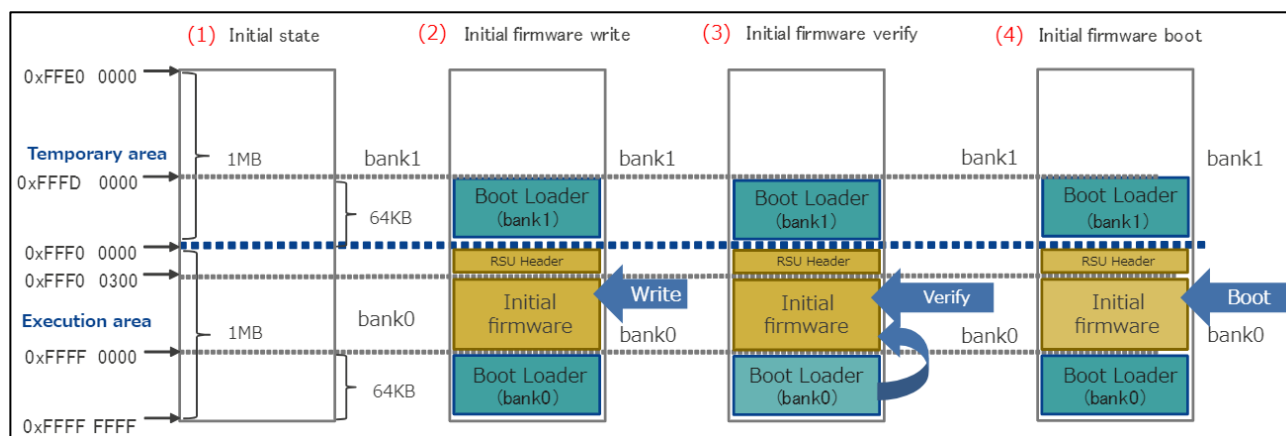 (1) Initial state
(2) Initial firmware write
(3) Initial firmware verify
(4) Initial firmware boot
0xFFE0 0000
Temporary area
1MB
bank1
bank1
bank1
bank1
0xFFFD 0000
64KB
Boot Loader
(bank1)
Boot Loader
(bank1)
Boot Loader
(bank1)
0xFFF0 0000
RSU Header
RSU Header
RSU Header
0xFFF0 0300
Initial
firmware
Write
Initial
firmware
Verify
Initial
firmware
Boot
Execution area
1MB
bank0
bank0
bank0
bank0
0xFFFF 0000
64KB
Boot Loader
(bank0)
Boot Loader
(bank0)
Boot Loader
(bank0)
0xFFFF FFFF